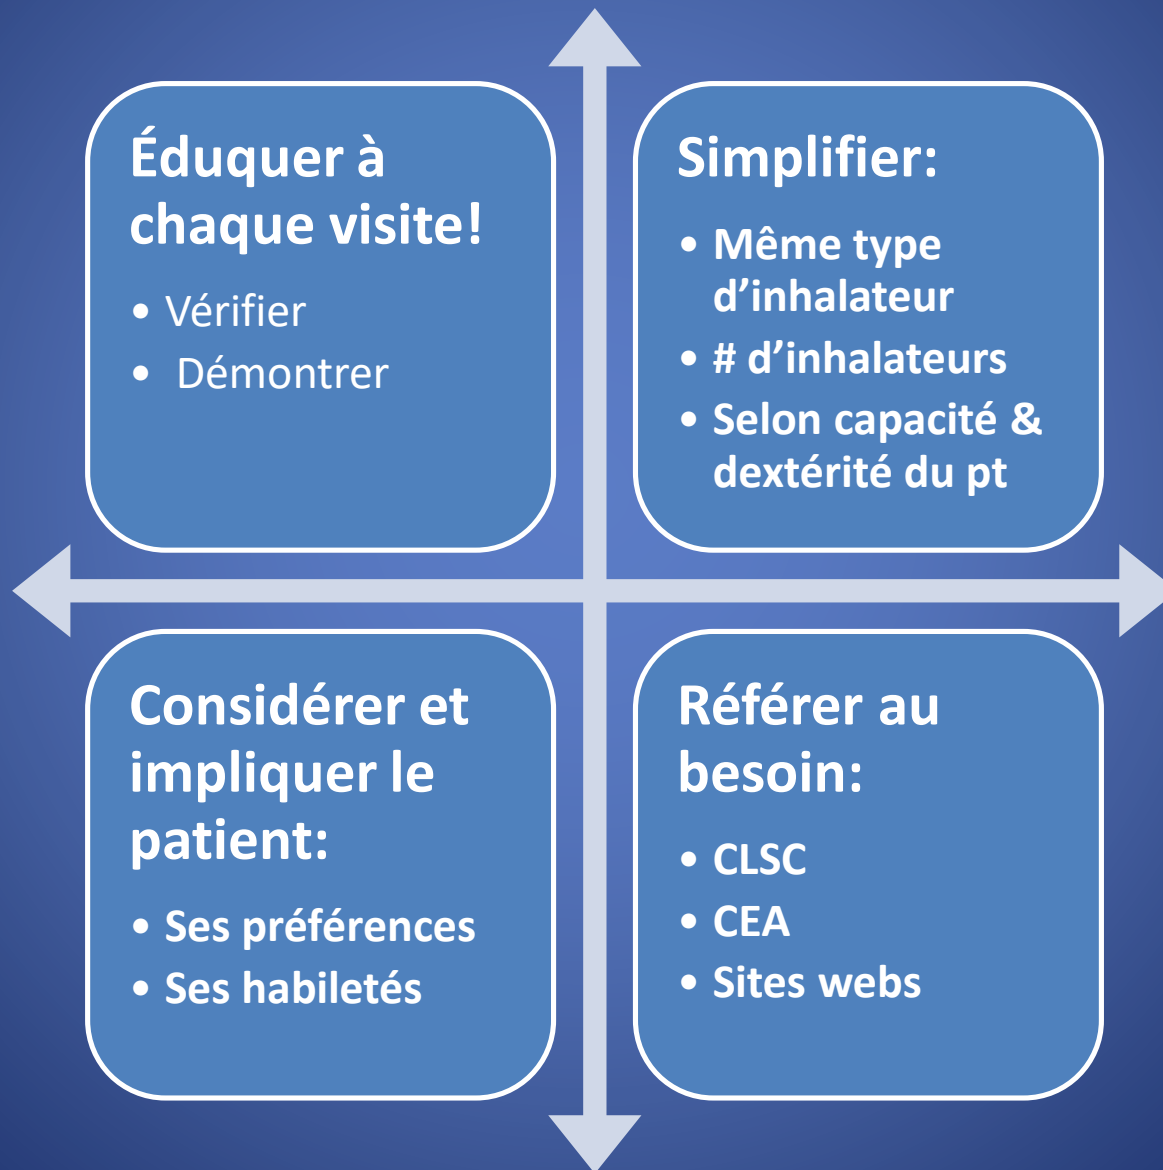 Éduquer à
chaque visite!
• Vérifier
• Démontrer
Simplifier:
• Même type
d’inhalateur
• # d’inhalateurs
• Selon capacité &
dextérité du pt
Considérer et
impliquer le
patient:
• Ses préférences
• Ses habiletés
Référer au
besoin:
• CLSC
• CEA
• Sites webs